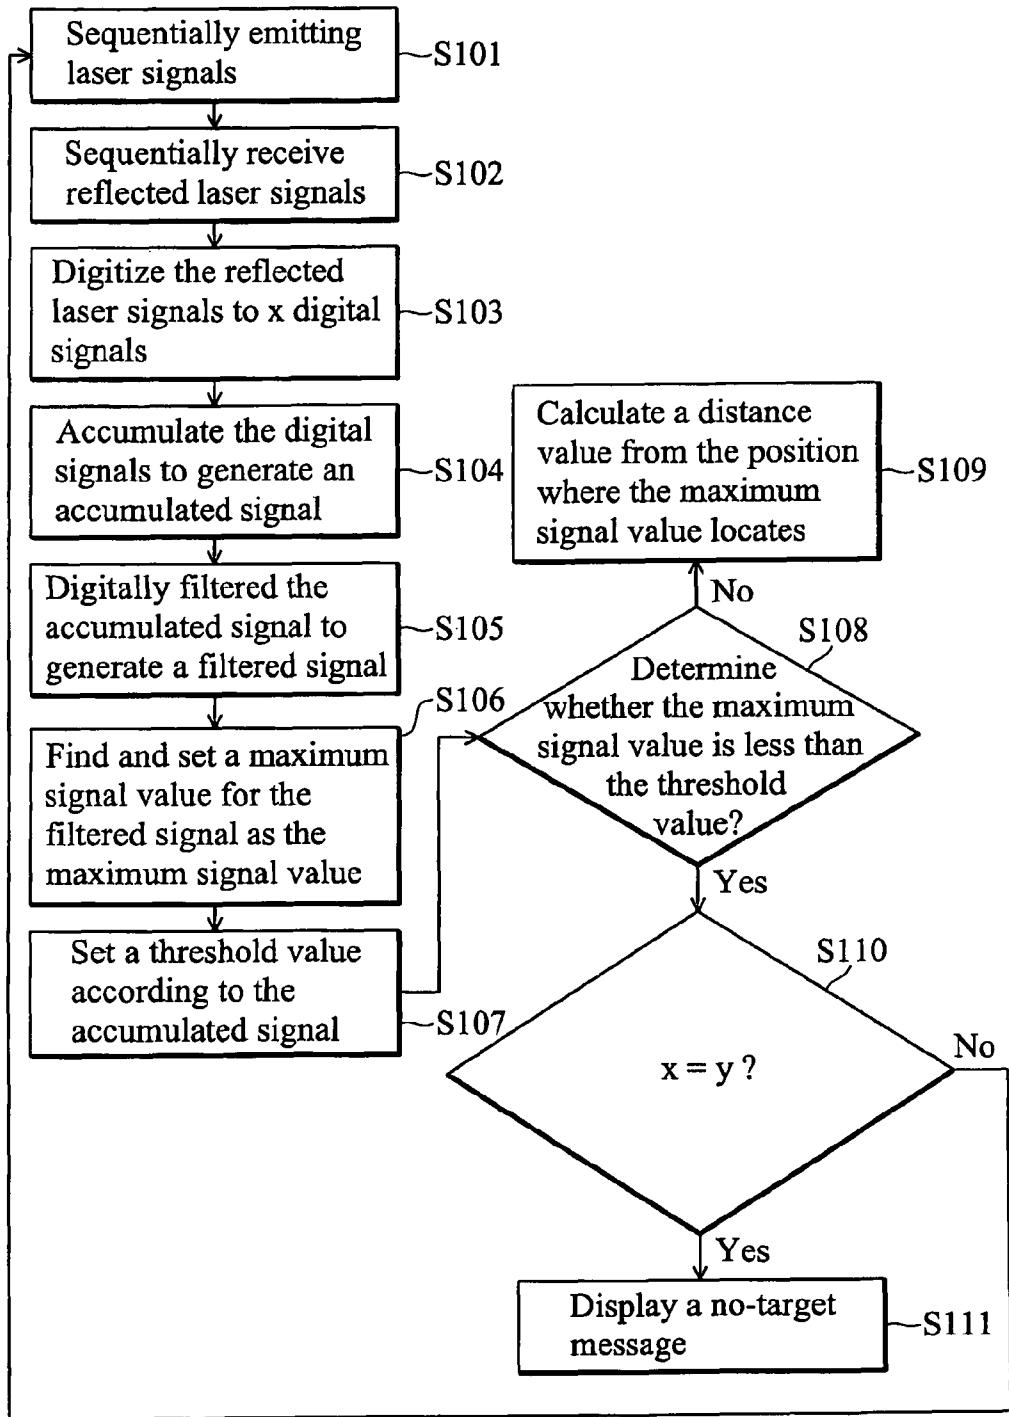 Sequentially emitting
laser signals
S101
Sequentially receive
reflected laser signals
S102
Digitize the reflected
laser signals to x digital
signals
S103
Accumulate the digital
signals to generate an
accumulated signal
S104
Digitally filtered the
accumulated signal to
generate a filtered signal
S105
Find and set a maximum
signal value for the
filtered signal as the
maximum signal value
S106
Set a threshold value
according to the
accumulated signal
S107
Calculate a distance
value from the position
where the maximum
signal value locates
S109
No
S108
Determine
whether the maximum
signal value is less than
the threshold
value?
Yes
S110
x = y ?
No
Yes
Display a no-target
message
S111